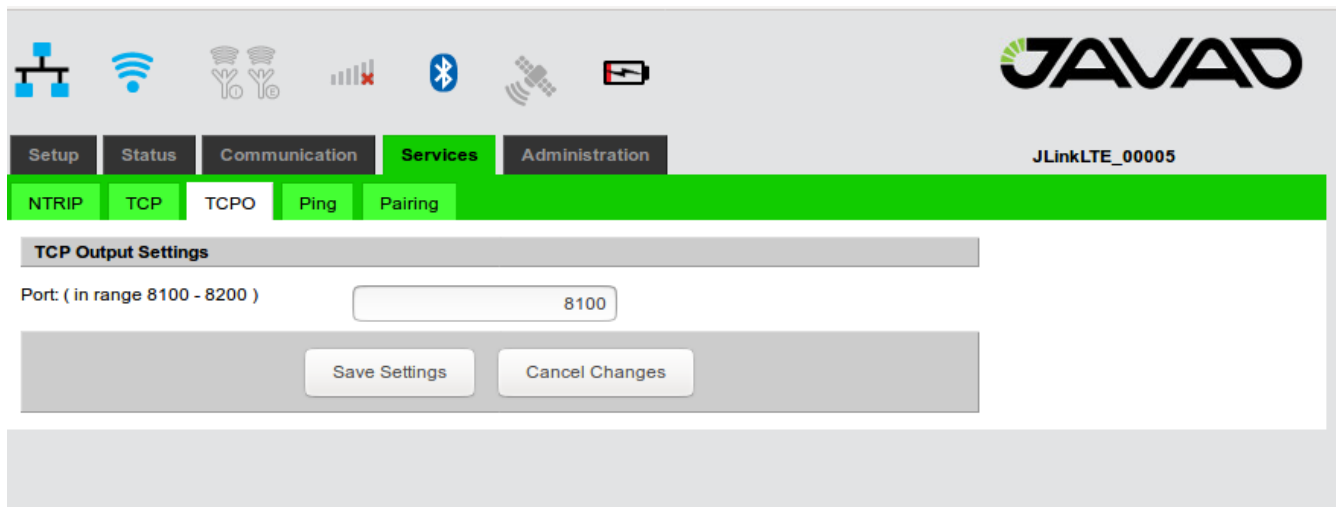 JAVAD
Setup Status Communication Services Administration JLinkLTE_00005
NTRIP TCP TCPO Ping Pairing
TCP Output Settings
Port: ( in range 8100 - 8200 ) 8100
Save Settings Cancel Changes